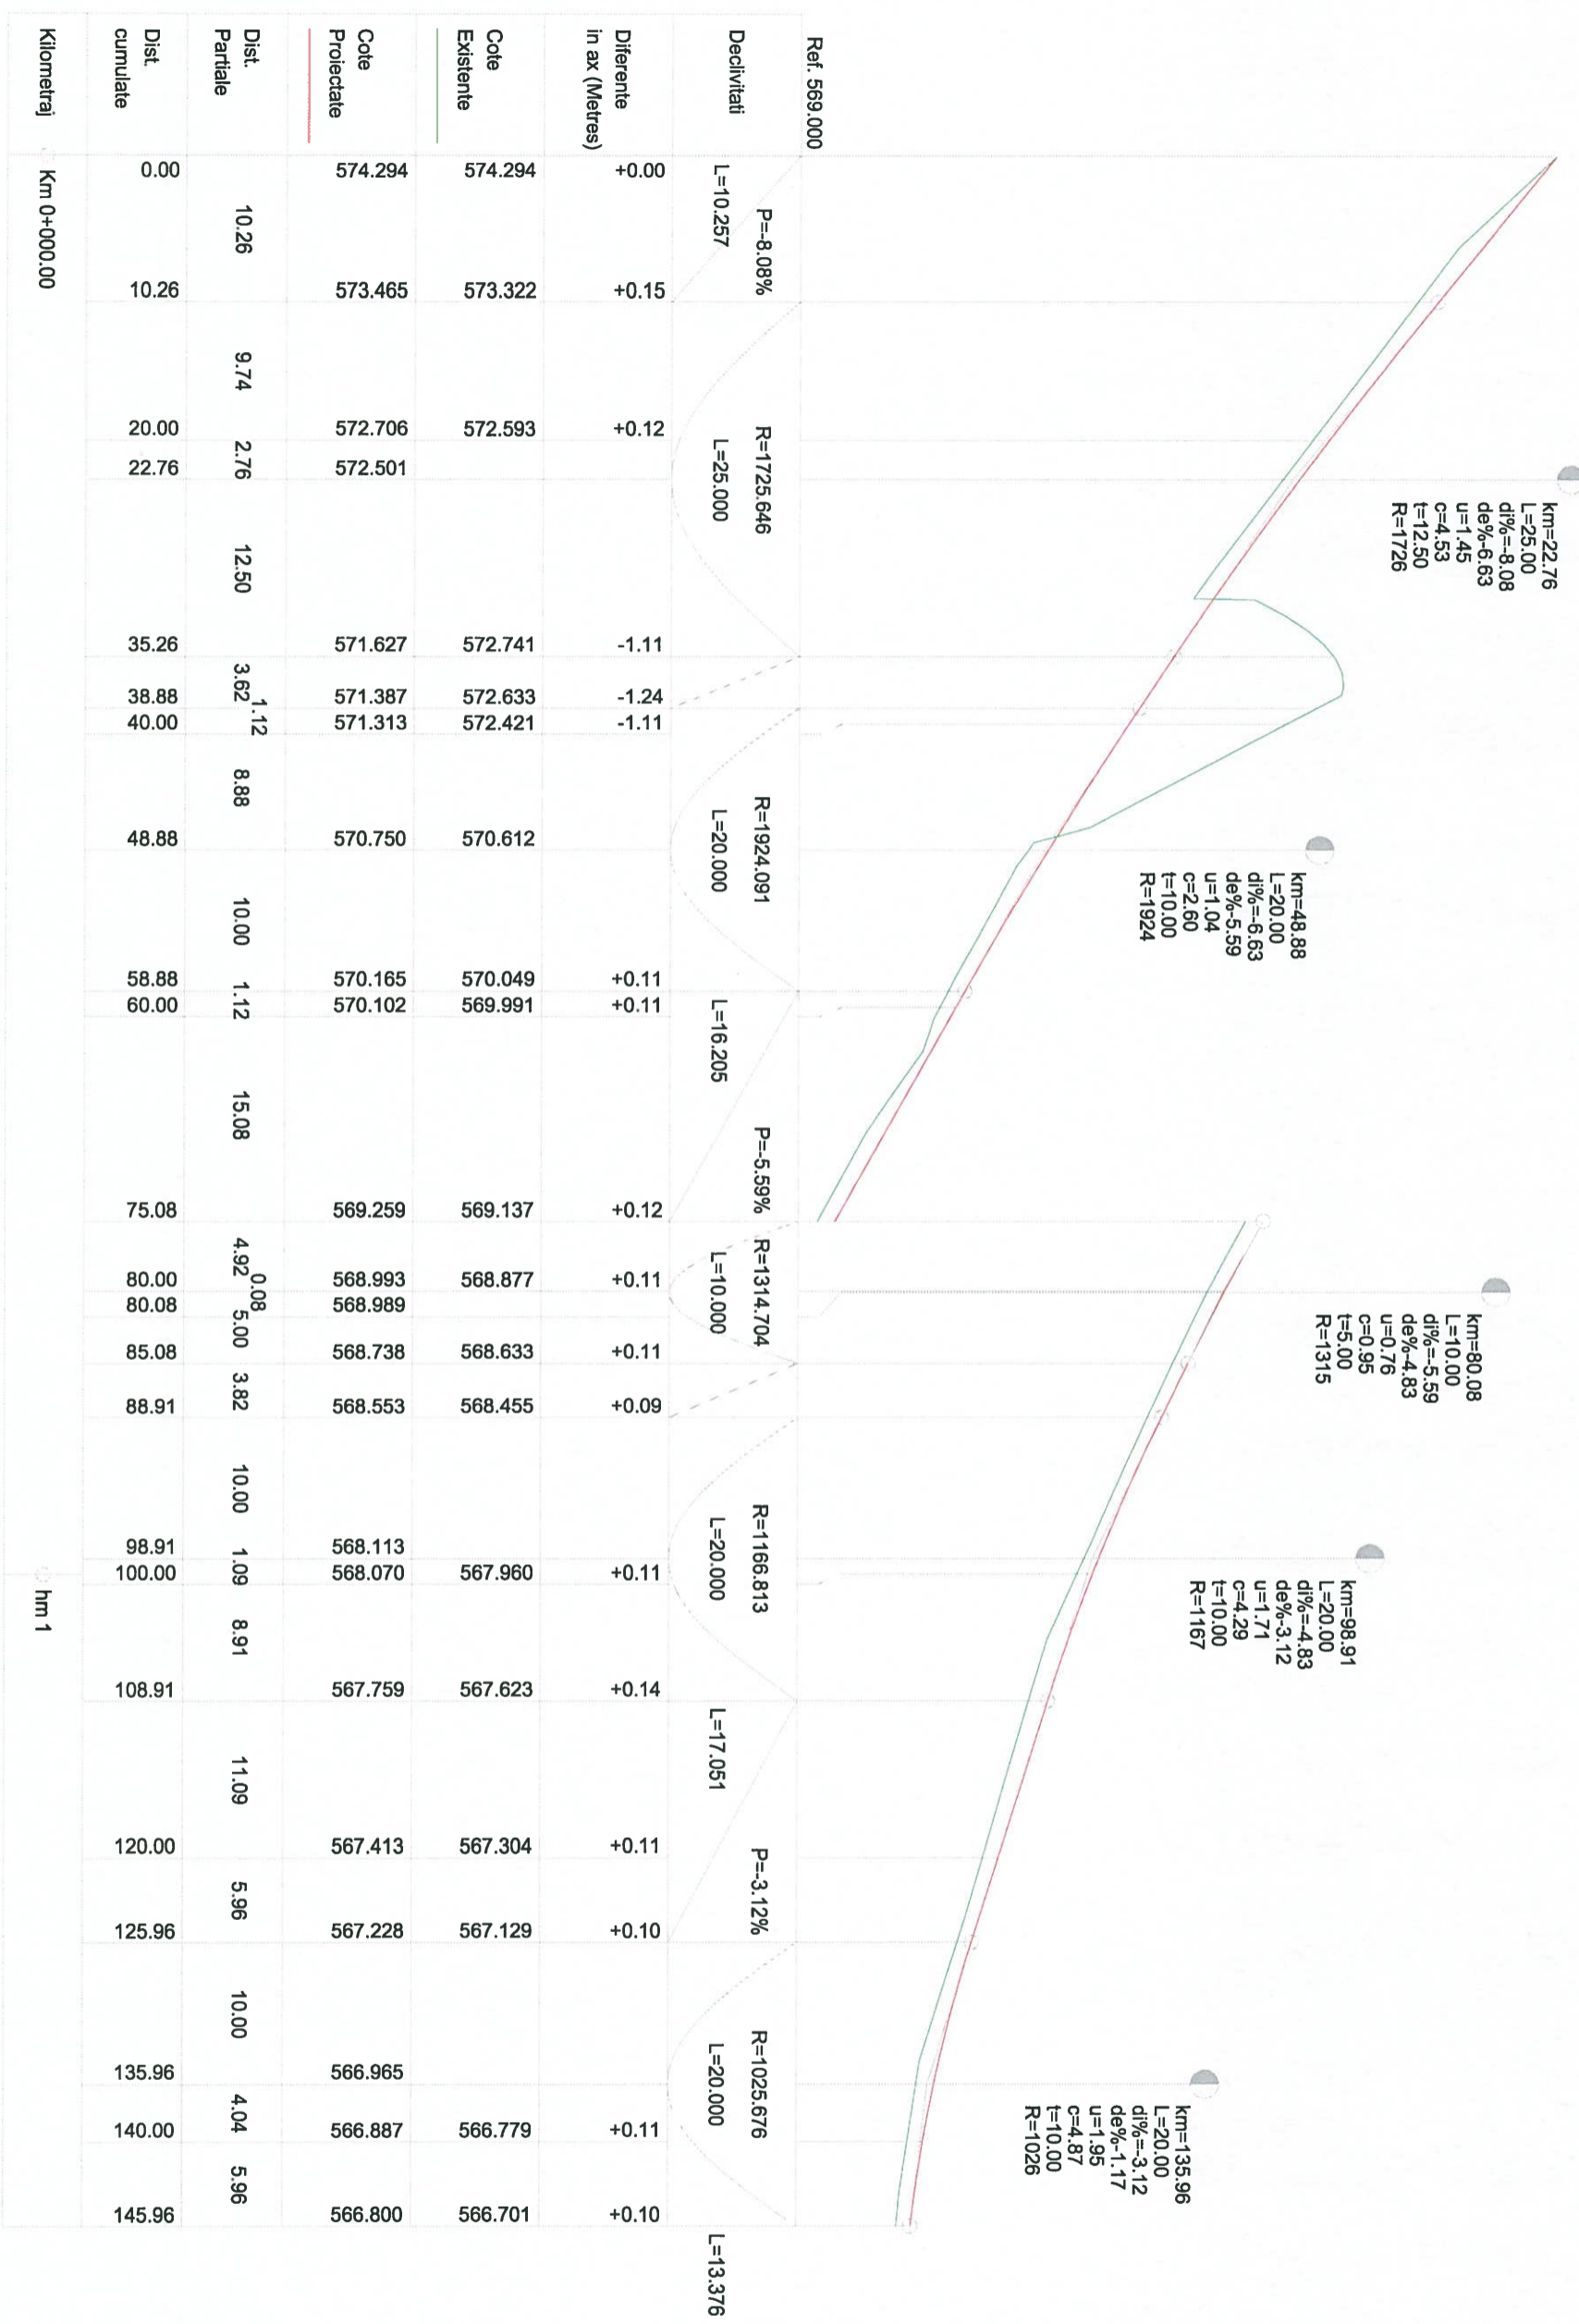 Ref. 569.000
km=22.76
L=25.00
di%=-8.08
de%-6.63
u=1.45
c=4.53
t=12.50
R=1726
km=48.88
L=20.00
di%=-6.63
de%-5.59
u=1.04
c=2.60
t=10.00
R=1924
km=80.08
L=10.00
di%=-5.59
de%-4.83
u=0.76
c=0.95
t=5.00
R=1315
km=98.91
L=20.00
di%=-4.83
de%-3.12
u=1.71
c=4.29
t=10.00
R=1167
km=135.96
L=20.00
di%=-3.12
de%-1.17
u=1.95
c=4.87
t=10.00
R=1026
Declivitati
P=-8.08% R=1725.646 R=1924.091 P=-5.59% R=1314.704 R=1166.813 P=-3.12% R=1025.676
L=10.257 L=25.000 L=20.000 L=16.205 L=10.000 L=20.000 L=17.051 L=20.000 L=13.376
Diferente
in ax (Metres)
+0.00 +0.15 +0.12 -1.11 -1.24 -1.11 +0.11 +0.11 +0.12 +0.11 +0.11 +0.09 +0.11 +0.14 +0.11 +0.10 +0.11 +0.10
Cote
Existente
574.294 573.322 572.593 572.741 572.633 572.421 570.612 570.049 569.991 569.137 568.877 568.633 568.455 567.960 567.623 567.304 567.129 566.779 566.701
Cote
Proiectate
574.294 573.465 572.706 572.501 571.627 571.387 571.313 570.750 570.165 570.102 569.259 568.993 568.989 568.738 568.553 568.113 568.070 567.759 567.413 567.228 566.965 566.887 566.800
Dist.
Partiale
10.26 9.74 2.76 12.50 3.62 1.12 8.88 10.00 1.12 15.08 4.92 0.08 5.00 3.82 10.00 1.09 8.91 11.09 5.96 10.00 4.04 5.96
Dist.
cumulate
0.00 10.26 20.00 22.76 35.26 38.88 40.00 48.88 58.88 60.00 75.08 80.00 80.08 85.08 88.91 98.91 100.00 108.91 120.00 125.96 135.96 140.00 145.96
Kilometraj
Km 0+000.00 hm 1